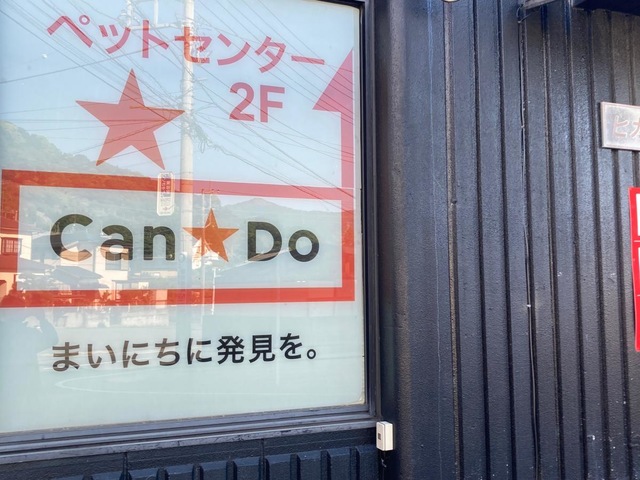 ペットセンター
2F
Can★Do
まいにちに発見を。